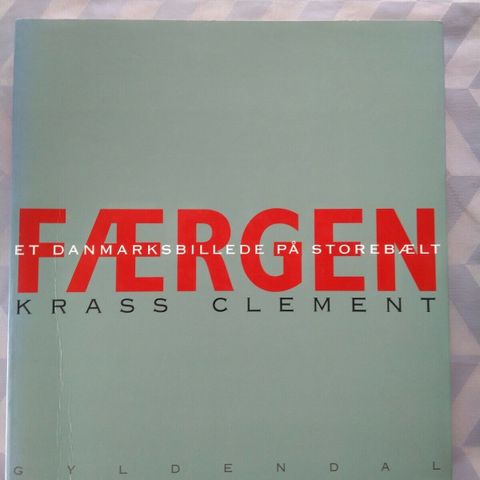 FÆRGEN
ET DANMARKSBILLEDE PÅ STOREBÆLT
KRASS CLEMENT
GYLDENDAL